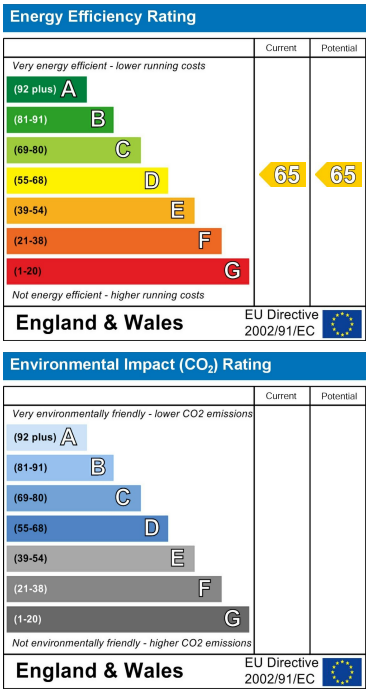 Energy Efficiency Rating
Current Potential
Very energy efficient - lower running costs
(92 plus) A
(81-91) B
(69-80) C
(55-68) D 65 65
(39-54) E
(21-38) F
(1-20) G
Not energy efficient - higher running costs
England & Wales
EU Directive
2002/91/EC
Environmental Impact (CO₂) Rating
Current Potential
Very environmentally friendly - lower CO2 emissions
(92 plus) A
(81-91) B
(69-80) C
(55-68) D
(39-54) E
(21-38) F
(1-20) G
Not environmentally friendly - higher CO2 emissions
England & Wales
EU Directive
2002/91/EC